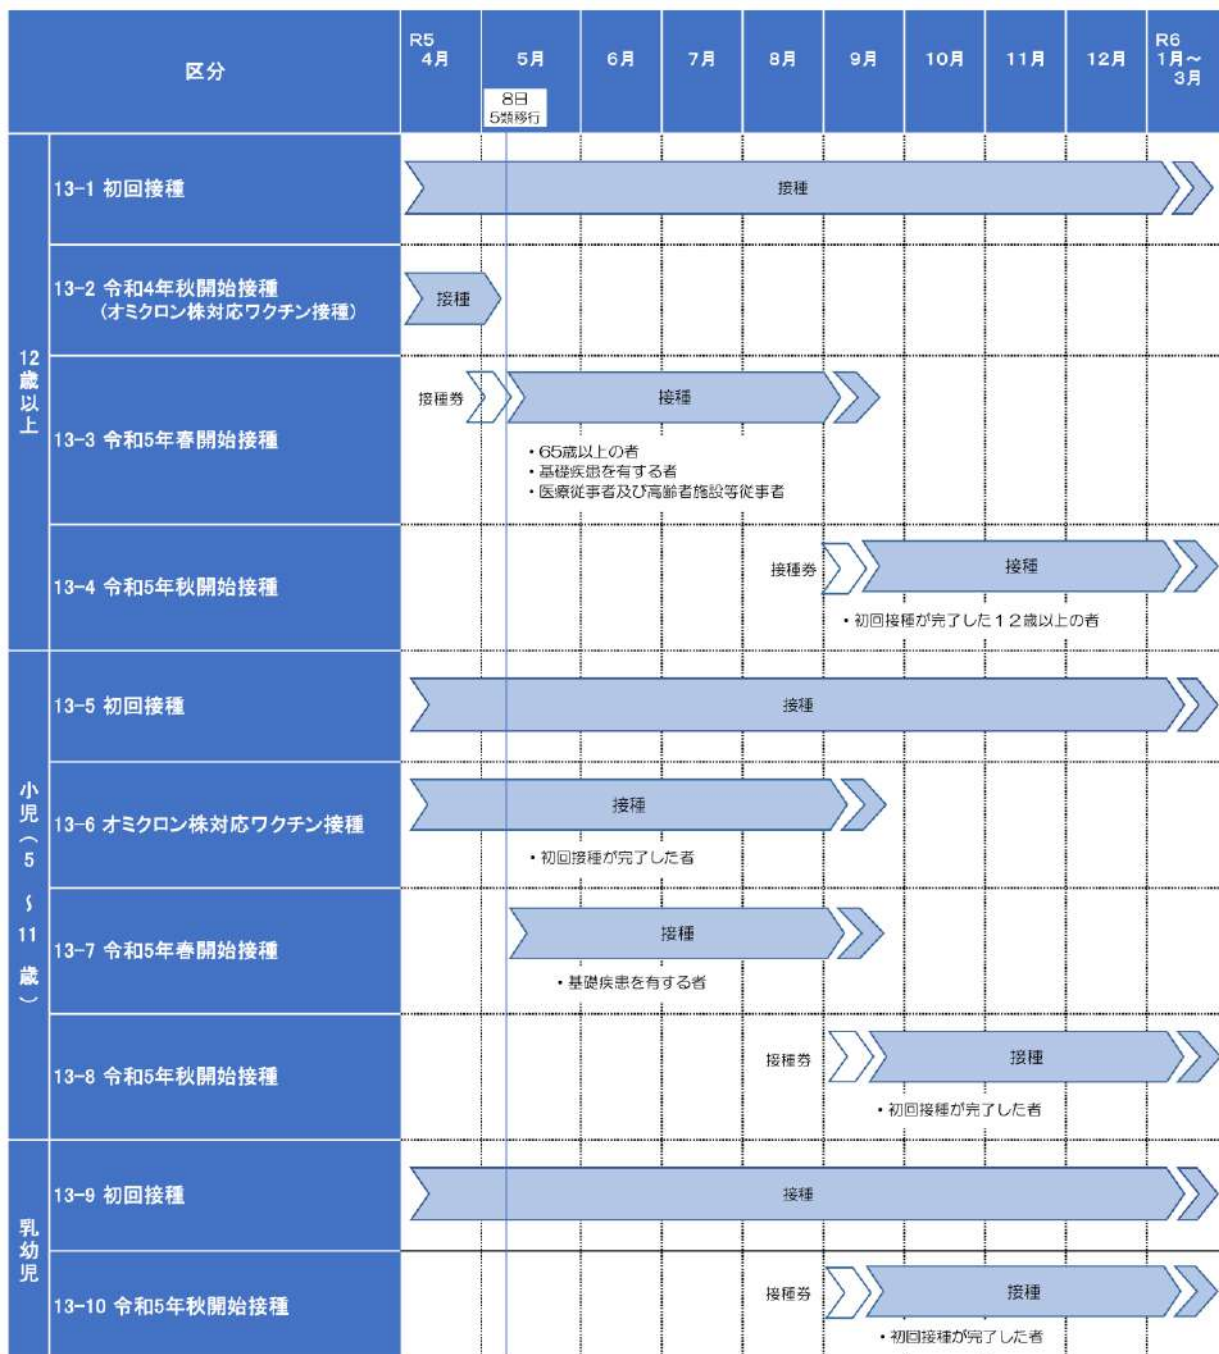 区分
R5
4月
5月
6月
7月
8月
9月
10月
11月
12月
R6
1月～
3月
8日
5類移行
12歳以上
13-1 初回接種
接種
13-2 令和4年秋開始接種
(オミクロン株対応ワクチン接種)
接種
13-3 令和5年春開始接種
接種券
接種
・65歳以上の者
・基礎疾患を有する者
・医療従事者及び高齢者施設等従事者
13-4 令和5年秋開始接種
接種券
接種
・初回接種が完了した１２歳以上の者
小児（5～11歳）
13-5 初回接種
接種
13-6 オミクロン株対応ワクチン接種
接種
・初回接種が完了した者
13-7 令和5年春開始接種
接種
・基礎疾患を有する者
13-8 令和5年秋開始接種
接種券
接種
・初回接種が完了した者
乳幼児
13-9 初回接種
接種
13-10 令和5年秋開始接種
接種券
接種
・初回接種が完了した者